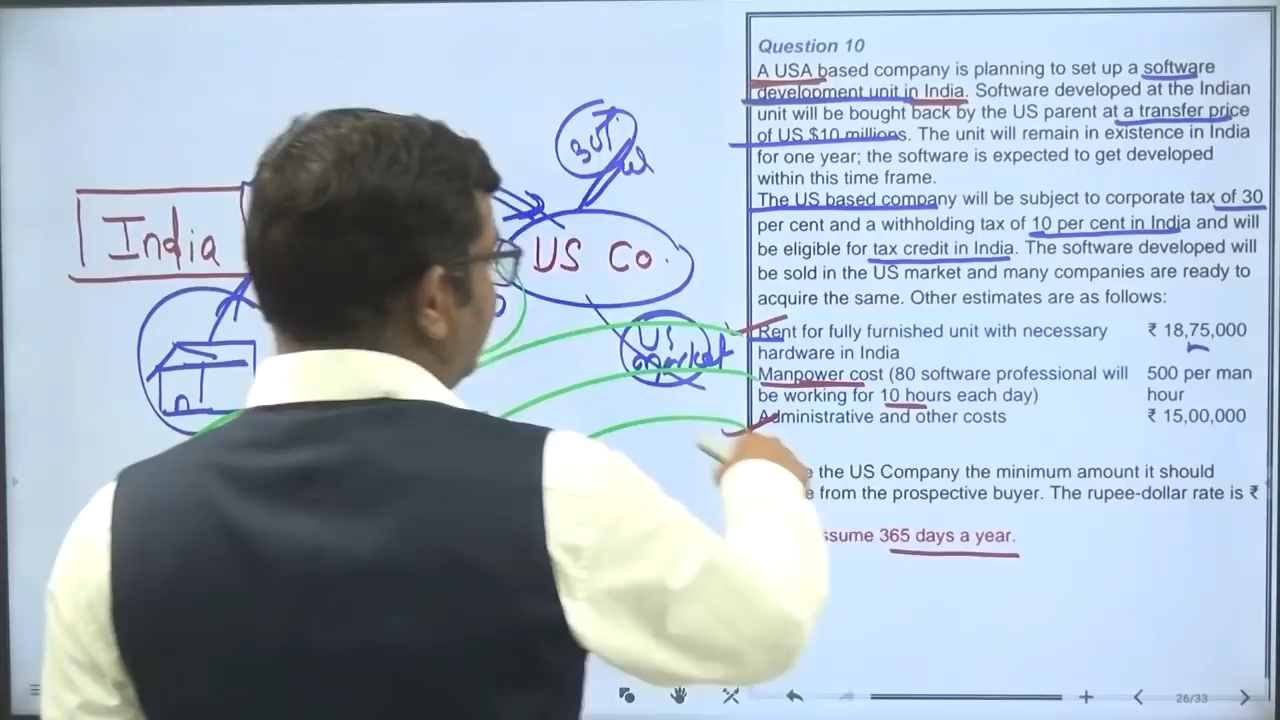 India
30%
US Co.
US
market
Question 10
A USA based company is planning to set up a software
development unit in India. Software developed at the Indian
unit will be bought back by the US parent at a transfer price
of US $10 millions. The unit will remain in existence in India
for one year; the software is expected to get developed
within this time frame.
The US based company will be subject to corporate tax of 30
per cent and a withholding tax of 10 per cent in India and will
be eligible for tax credit in India. The software developed will
be sold in the US market and many companies are ready to
acquire the same. Other estimates are as follows:
Rent for fully furnished unit with necessary ₹ 18,75,000
hardware in India
Manpower cost (80 software professional will 500 per man
be working for 10 hours each day) hour
Administrative and other costs ₹ 15,00,000
the US Company the minimum amount it should
from the prospective buyer. The rupee-dollar rate is ₹
ssume 365 days a year.
26/33